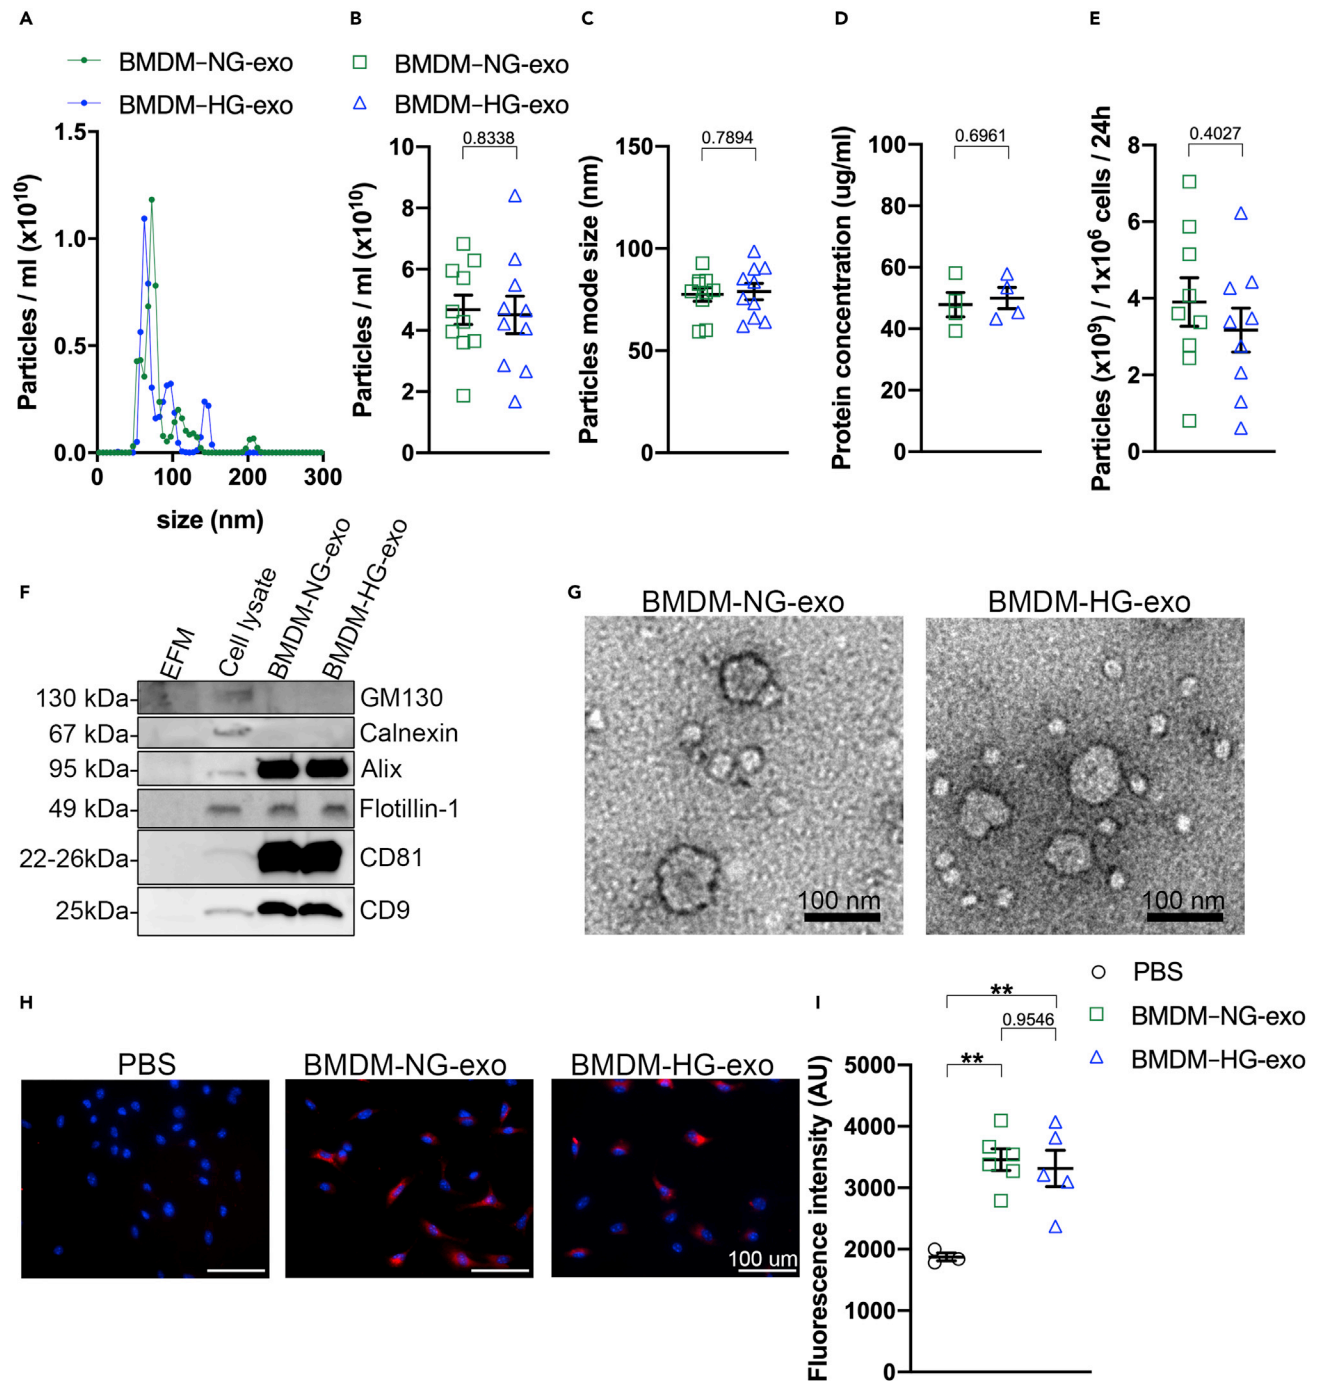 A
B
C
D
E
BMDM–NG-exo
BMDM–HG-exo
BMDM–NG-exo
BMDM–HG-exo
Particles / ml (x10¹⁰)
1.5
1.0
0.5
0.0
0
100
200
300
size (nm)
Particles / ml (x10¹⁰)
10
8
6
4
2
0
0.8338
Particles mode size (nm)
150
100
50
0
0.7894
Protein concentration (ug/ml)
100
80
60
40
20
0
0.6961
Particles (x10⁹) / 1x10⁶ cells / 24h
8
6
4
2
0
0.4027
F
EFM
Cell lysate
BMDM-NG-exo
BMDM-HG-exo
130 kDa- GM130
67 kDa- Calnexin
95 kDa- Alix
49 kDa- Flotillin-1
22-26kDa- CD81
25kDa- CD9
G
BMDM-NG-exo
BMDM-HG-exo
100 nm
100 nm
H
PBS
BMDM-NG-exo
BMDM-HG-exo
100 um
I
PBS
BMDM–NG-exo
BMDM–HG-exo
**
0.9546
**
Fluorescence intensity (AU)
5000
4000
3000
2000
1000
0